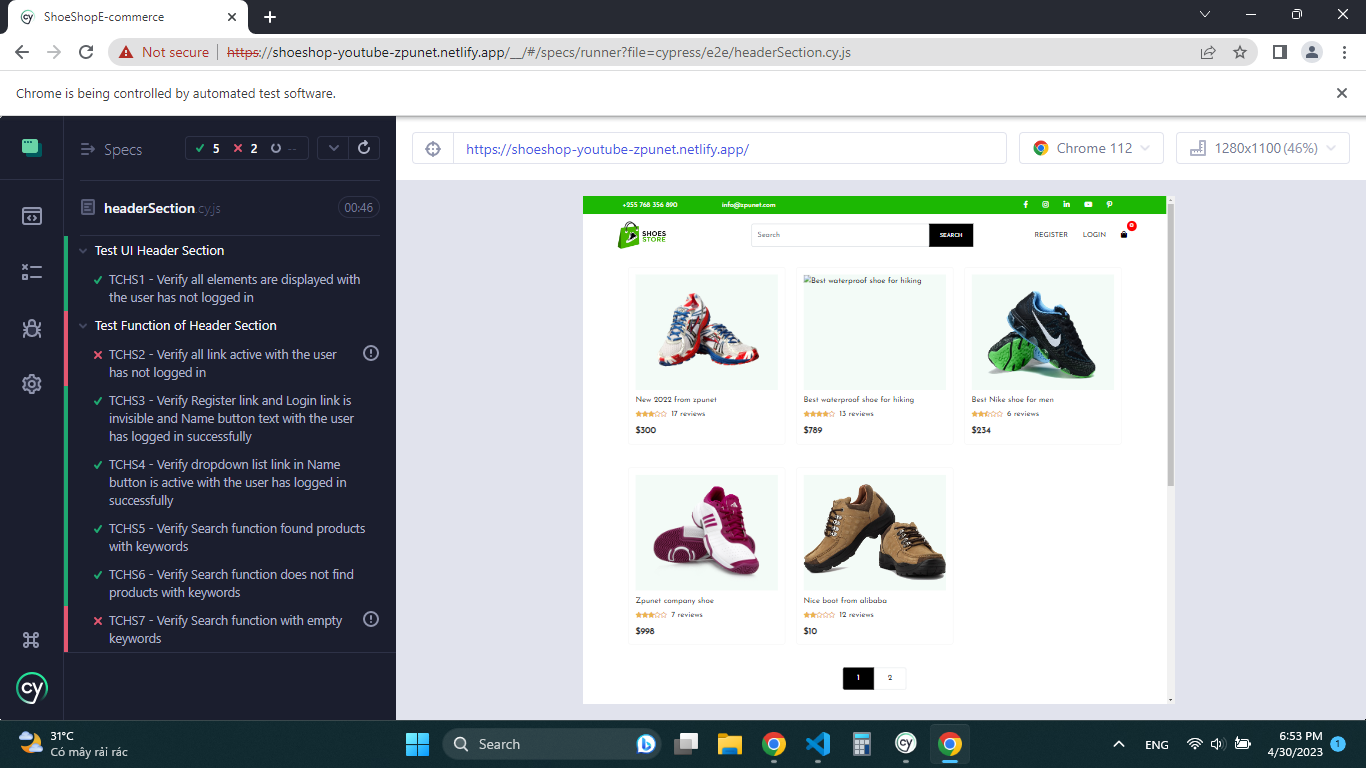 ShoeShopE-commerce
Not secure
https://shoeshop-youtube-zpunet.netlify.app/__/#/specs/runner?file=cypress/e2e/headerSection.cy.js
Chrome is being controlled by automated test software.
Specs
5
2
--
headerSection.cy.js
00:46
Test UI Header Section
TCHS1 - Verify all elements are displayed with
the user has not logged in
Test Function of Header Section
TCHS2 - Verify all link active with the user
has not logged in
TCHS3 - Verify Register link and Login link is
invisible and Name button text with the user
has logged in successfully
TCHS4 - Verify dropdown list link in Name
button is active with the user has logged in
successfully
TCHS5 - Verify Search function found products
with keywords
TCHS6 - Verify Search function does not find
products with keywords
TCHS7 - Verify Search function with empty
keywords
cy
https://shoeshop-youtube-zpunet.netlify.app/
Chrome 112
1280x1100 (46%)
+255 768 356 890
info@zpunet.com
SHOES
STORE
Search
SEARCH
REGISTER
LOGIN
0
New 2022 from zpunet
17 reviews
$300
Best waterproof shoe for hiking
Best waterproof shoe for hiking
13 reviews
$789
Best Nike shoe for men
6 reviews
$234
Zpunet company shoe
7 reviews
$998
Nice boot from alibaba
12 reviews
$10
1
2
31°C
Có mây rải rác
Search
ENG
6:53 PM
4/30/2023
1